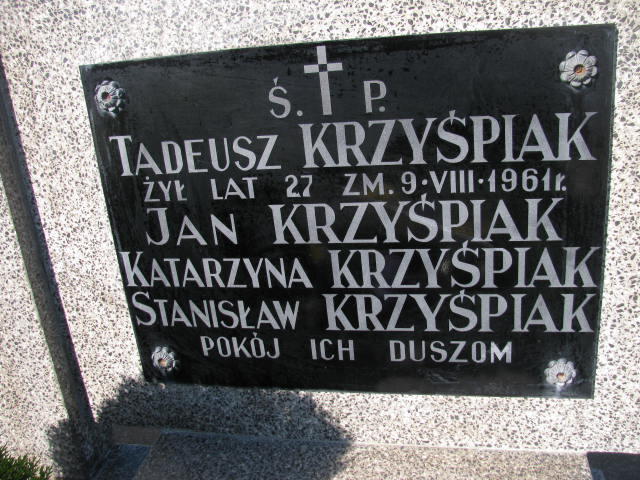 Ś. P.
TADEUSZ KRZYŚPIAK
ŻYŁ LAT 27 ZM. 9·VIII·1961r.
JAN KRZYŚPIAK
KATARZYNA KRZYŚPIAK
STANISŁAW KRZYŚPIAK
POKÓJ ICH DUSZOM